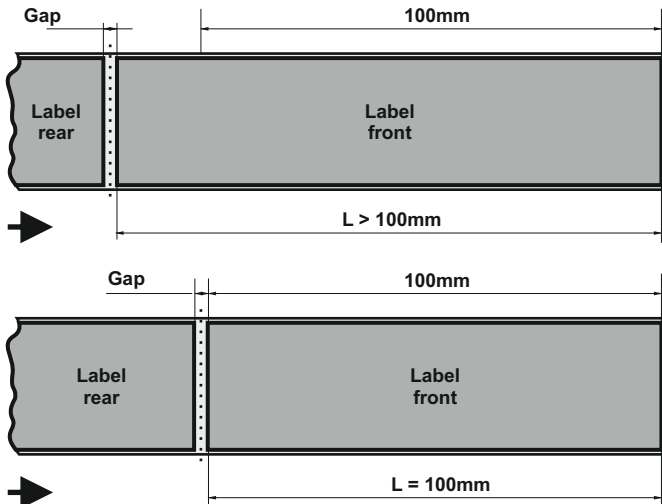 Gap
100mm
Label
rear
Label
front
L > 100mm
Gap
100mm
Label
rear
Label
front
L = 100mm